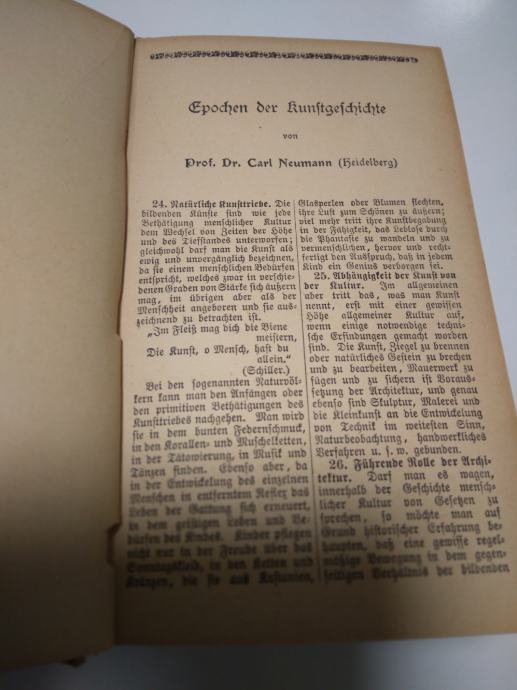 Epochen der Kunstgeschichte
von
Prof. Dr. Carl Neumann (Heidelberg)
24. Natürliche Kunsttriebe. Die
bildenden Künste sind wie jede
Bethätigung menschlicher Kultur
dem Wechsel von Zeiten der Höhe
und des Tiefstandes unterworfen;
gleichwohl darf man die Kunst als
ewig und unvergänglich bezeichnen,
da sie einem menschlichen Bedürfen
entspricht, welches zwar in verschie-
denen Graden von Stärke sich äußern
mag, im übrigen aber als der
Menschheit angeboren und sie aus-
zeichnend zu betrachten ist.
„Im Fleiß mag dich die Biene
meistern,
Die Kunst, o Mensch, hast du
allein.“
(Schiller.)
Bei den sogenannten Naturvöl-
kern kann man den Anfängen oder
den primitiven Bethätigungen des
Kunsttriebes nachgehen. Man wird
sie in dem bunten Federnschmuck,
in den Korallen- und Muschelketten,
in der Tätowierung, in Musik und
Tänzen finden. Ebenso aber, da
in der Entwickelung des einzelnen
Menschen in entferntem Reflex das
Leben der Gattung sich erneuert,
in dem geistigen Leben und Be-
dürfen des Kindes. Kinder pflegen
nicht nur in der Freude über das
Sonntagskleid, in den Ketten und
Kränzen, die sie aus Kastanien,
Glasperlen oder Blumen flechten,
ihre Lust zum Schönen zu äußern;
viel mehr tritt ihre Kunstbegabung
in der Fähigkeit, das Leblose durch
die Phantasie zu wandeln und zu
vermenschlichen, hervor und recht-
fertigt den Ausspruch, daß in jedem
Kind ein Genius verborgen sei.
25. Abhängigkeit der Kunst von
der Kultur. Im allgemeinen
aber tritt das, was man Kunst
nennt, erst mit einer gewissen
Höhe allgemeiner Kultur auf,
wenn einige notwendige techni-
sche Erfindungen gemacht worden
sind. Die Kunst, Ziegel zu brennen
oder natürliches Gestein zu brechen
und zu bearbeiten, Mauerwerk zu
fügen und zu sichern ist Voraus-
setzung der Architektur, und genau
ebenso sind Skulptur, Malerei und
die Kleinkunst an die Entwickelung
von Technik im weitesten Sinn,
Naturbeobachtung, handwerkliches
Verfahren u. s. w. gebunden.
26. Führende Rolle der Archi-
tektur. Darf man es wagen,
innerhalb der Geschichte mensch-
licher Kultur von Gesetzen zu
sprechen, so möchte man auf
Grund historischer Erfahrung be-
haupten, daß eine gewisse regel-
mäßige Bewegung in dem gegen-
seitigen Verhältnis der bildenden